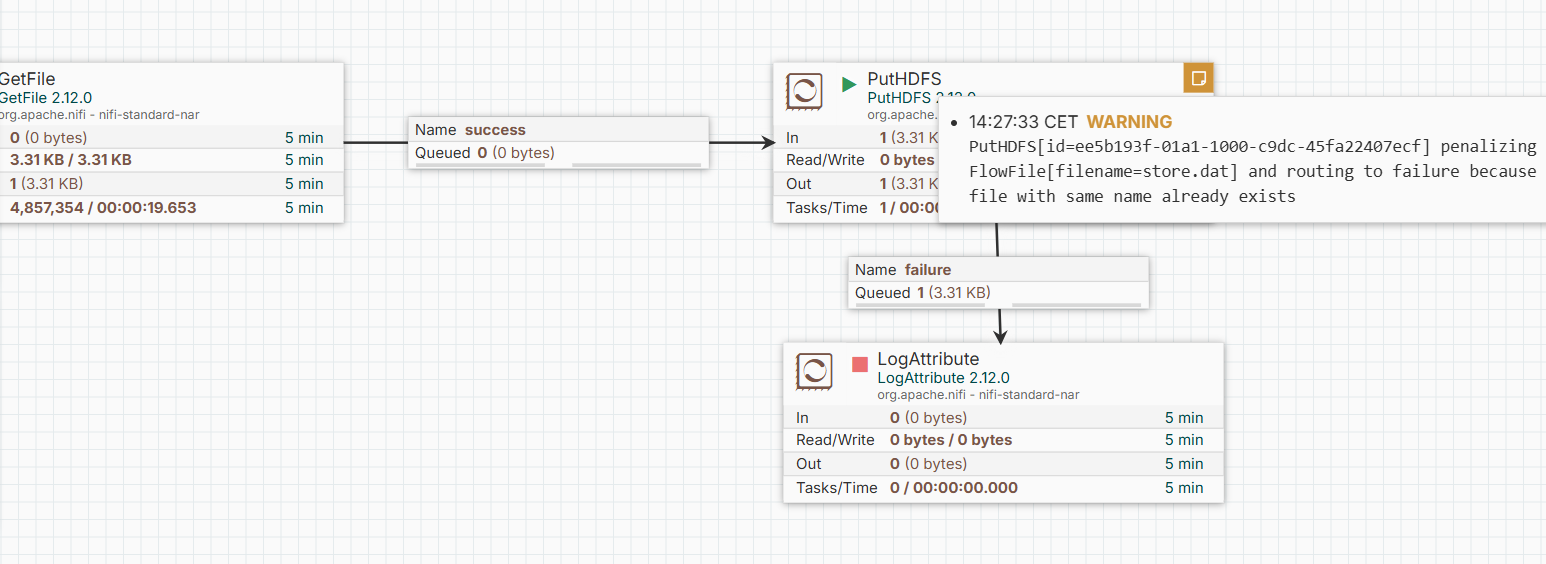 GetFile
GetFile 2.12.0
org.apache.nifi - nifi-standard-nar
0 (0 bytes) 5 min
3.31 KB / 3.31 KB 5 min
1 (3.31 KB) 5 min
4,857,354 / 00:00:19.653 5 min
Name success
Queued 0 (0 bytes)
PutHDFS
PutHDFS 2.12.0
org.apache.
In 1 (3.31 K
Read/Write 0 bytes
Out 1 (3.31 K
Tasks/Time 1 / 00:00
14:27:33 CET WARNING
PutHDFS[id=ee5b193f-01a1-1000-c9dc-45fa22407ecf] penalizing
FlowFile[filename=store.dat] and routing to failure because
file with same name already exists
Name failure
Queued 1 (3.31 KB)
LogAttribute
LogAttribute 2.12.0
org.apache.nifi - nifi-standard-nar
In 0 (0 bytes) 5 min
Read/Write 0 bytes / 0 bytes 5 min
Out 0 (0 bytes) 5 min
Tasks/Time 0 / 00:00:00.000 5 min